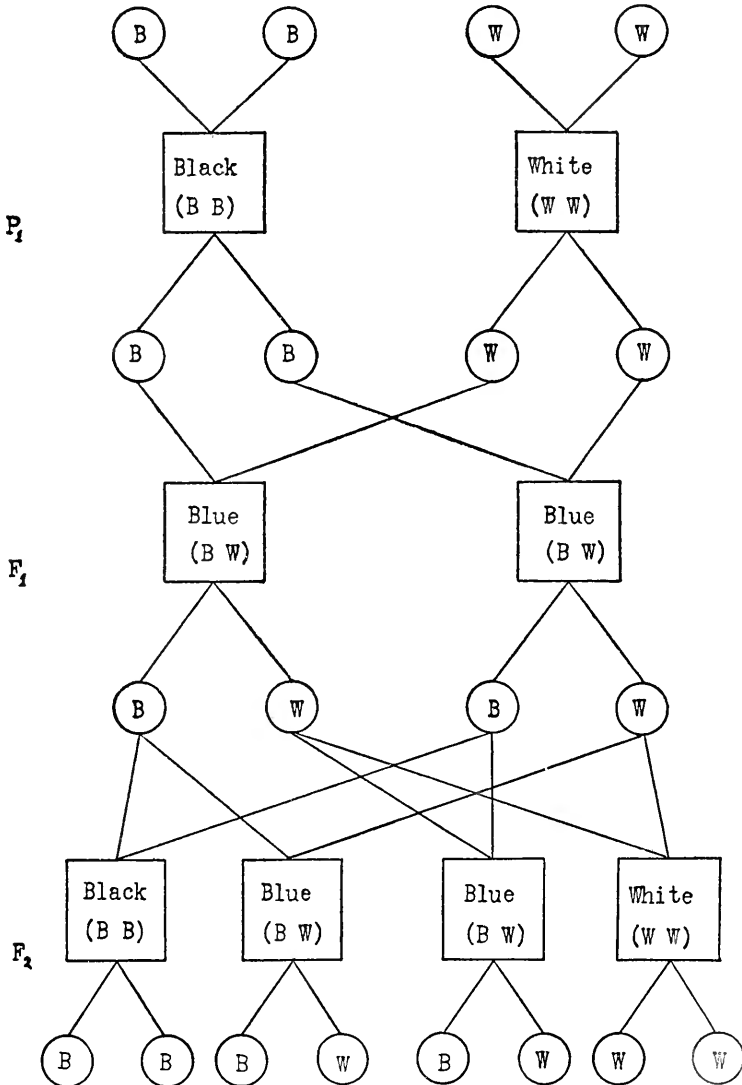 B B W W
Black White
(B B) (W W)
P₁
B B W W
Blue Blue
(B W) (B W)
F₁
B W B W
Black Blue Blue White
(B B) (B W) (B W) (W W)
F₂
B B B W B W W W